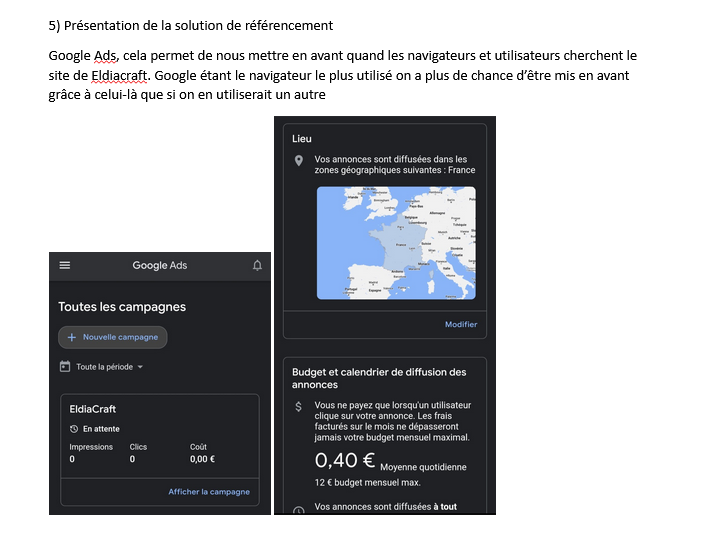 5) Présentation de la solution de référencement
Google Ads, cela permet de nous mettre en avant quand les navigateurs et utilisateurs cherchent le
site de Eldiacraft. Google étant le navigateur le plus utilisé on a plus de chance d’être mis en avant
grâce à celui-là que si on en utiliserait un autre
Google Ads
Toutes les campagnes
+ Nouvelle campagne
Toute la période
EldiaCraft
En attente
Impressions Clics Coût
0 0 0,00 €
Afficher la campagne
Lieu
Vos annonces sont diffusées dans les
zones géographiques suivantes : France
Modifier
Budget et calendrier de diffusion des
annonces
$ Vous ne payez que lorsqu'un utilisateur
clique sur votre annonce. Les frais
facturés sur le mois ne dépasseront
jamais votre budget mensuel maximal.
0,40 € Moyenne quotidienne
12 € budget mensuel max.
Vos annonces sont diffusées à tout